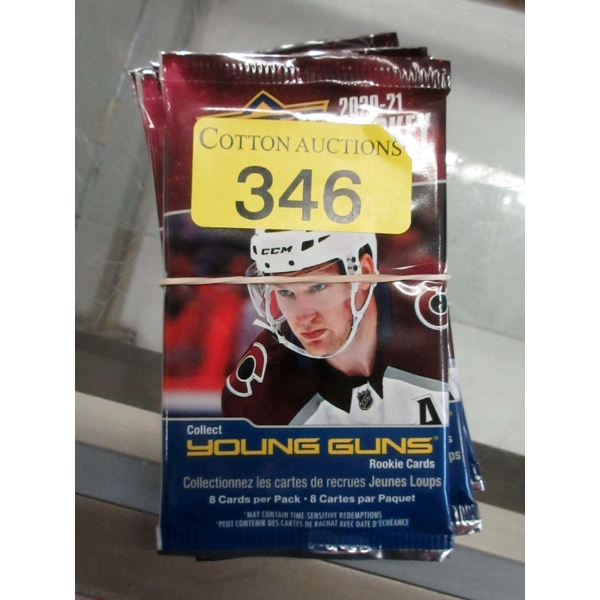 2020-21
COTTON AUCTIONS
346
CCM
A
Collect
YOUNG GUNS
Rookie Cards
Collectionnez les cartes de recrues Jeunes Loups
8 Cards per Pack • 8 Cartes par Paquet
*MAY CONTAIN TIME-SENSITIVE REDEMPTIONS
*PEUT CONTENIR DES CARTES DE RACHAT AVEC DATE D'ÉCHÉANCE